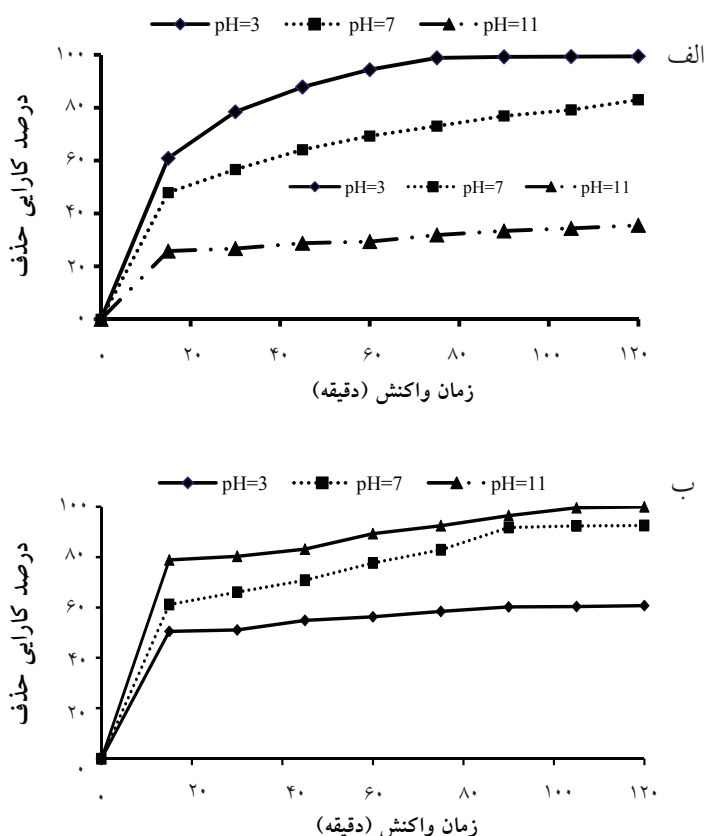 pH=3 pH=7 pH=11
الف
۱۰۰
۸۰
۶۰
۴۰
۲۰
۰
درصد کارایی حذف
pH=3 pH=7 pH=11
۰ ۲۰ ۴۰ ۶۰ ۸۰ ۱۰۰ ۱۲۰
زمان واکنش (دقیقه)
pH=3 pH=7 pH=11
ب
۱۰۰
۸۰
۶۰
۴۰
۲۰
۰
درصد کارایی حذف
۰ ۲۰ ۴۰ ۶۰ ۸۰ ۱۰۰ ۱۲۰
زمان واکنش (دقیقه)